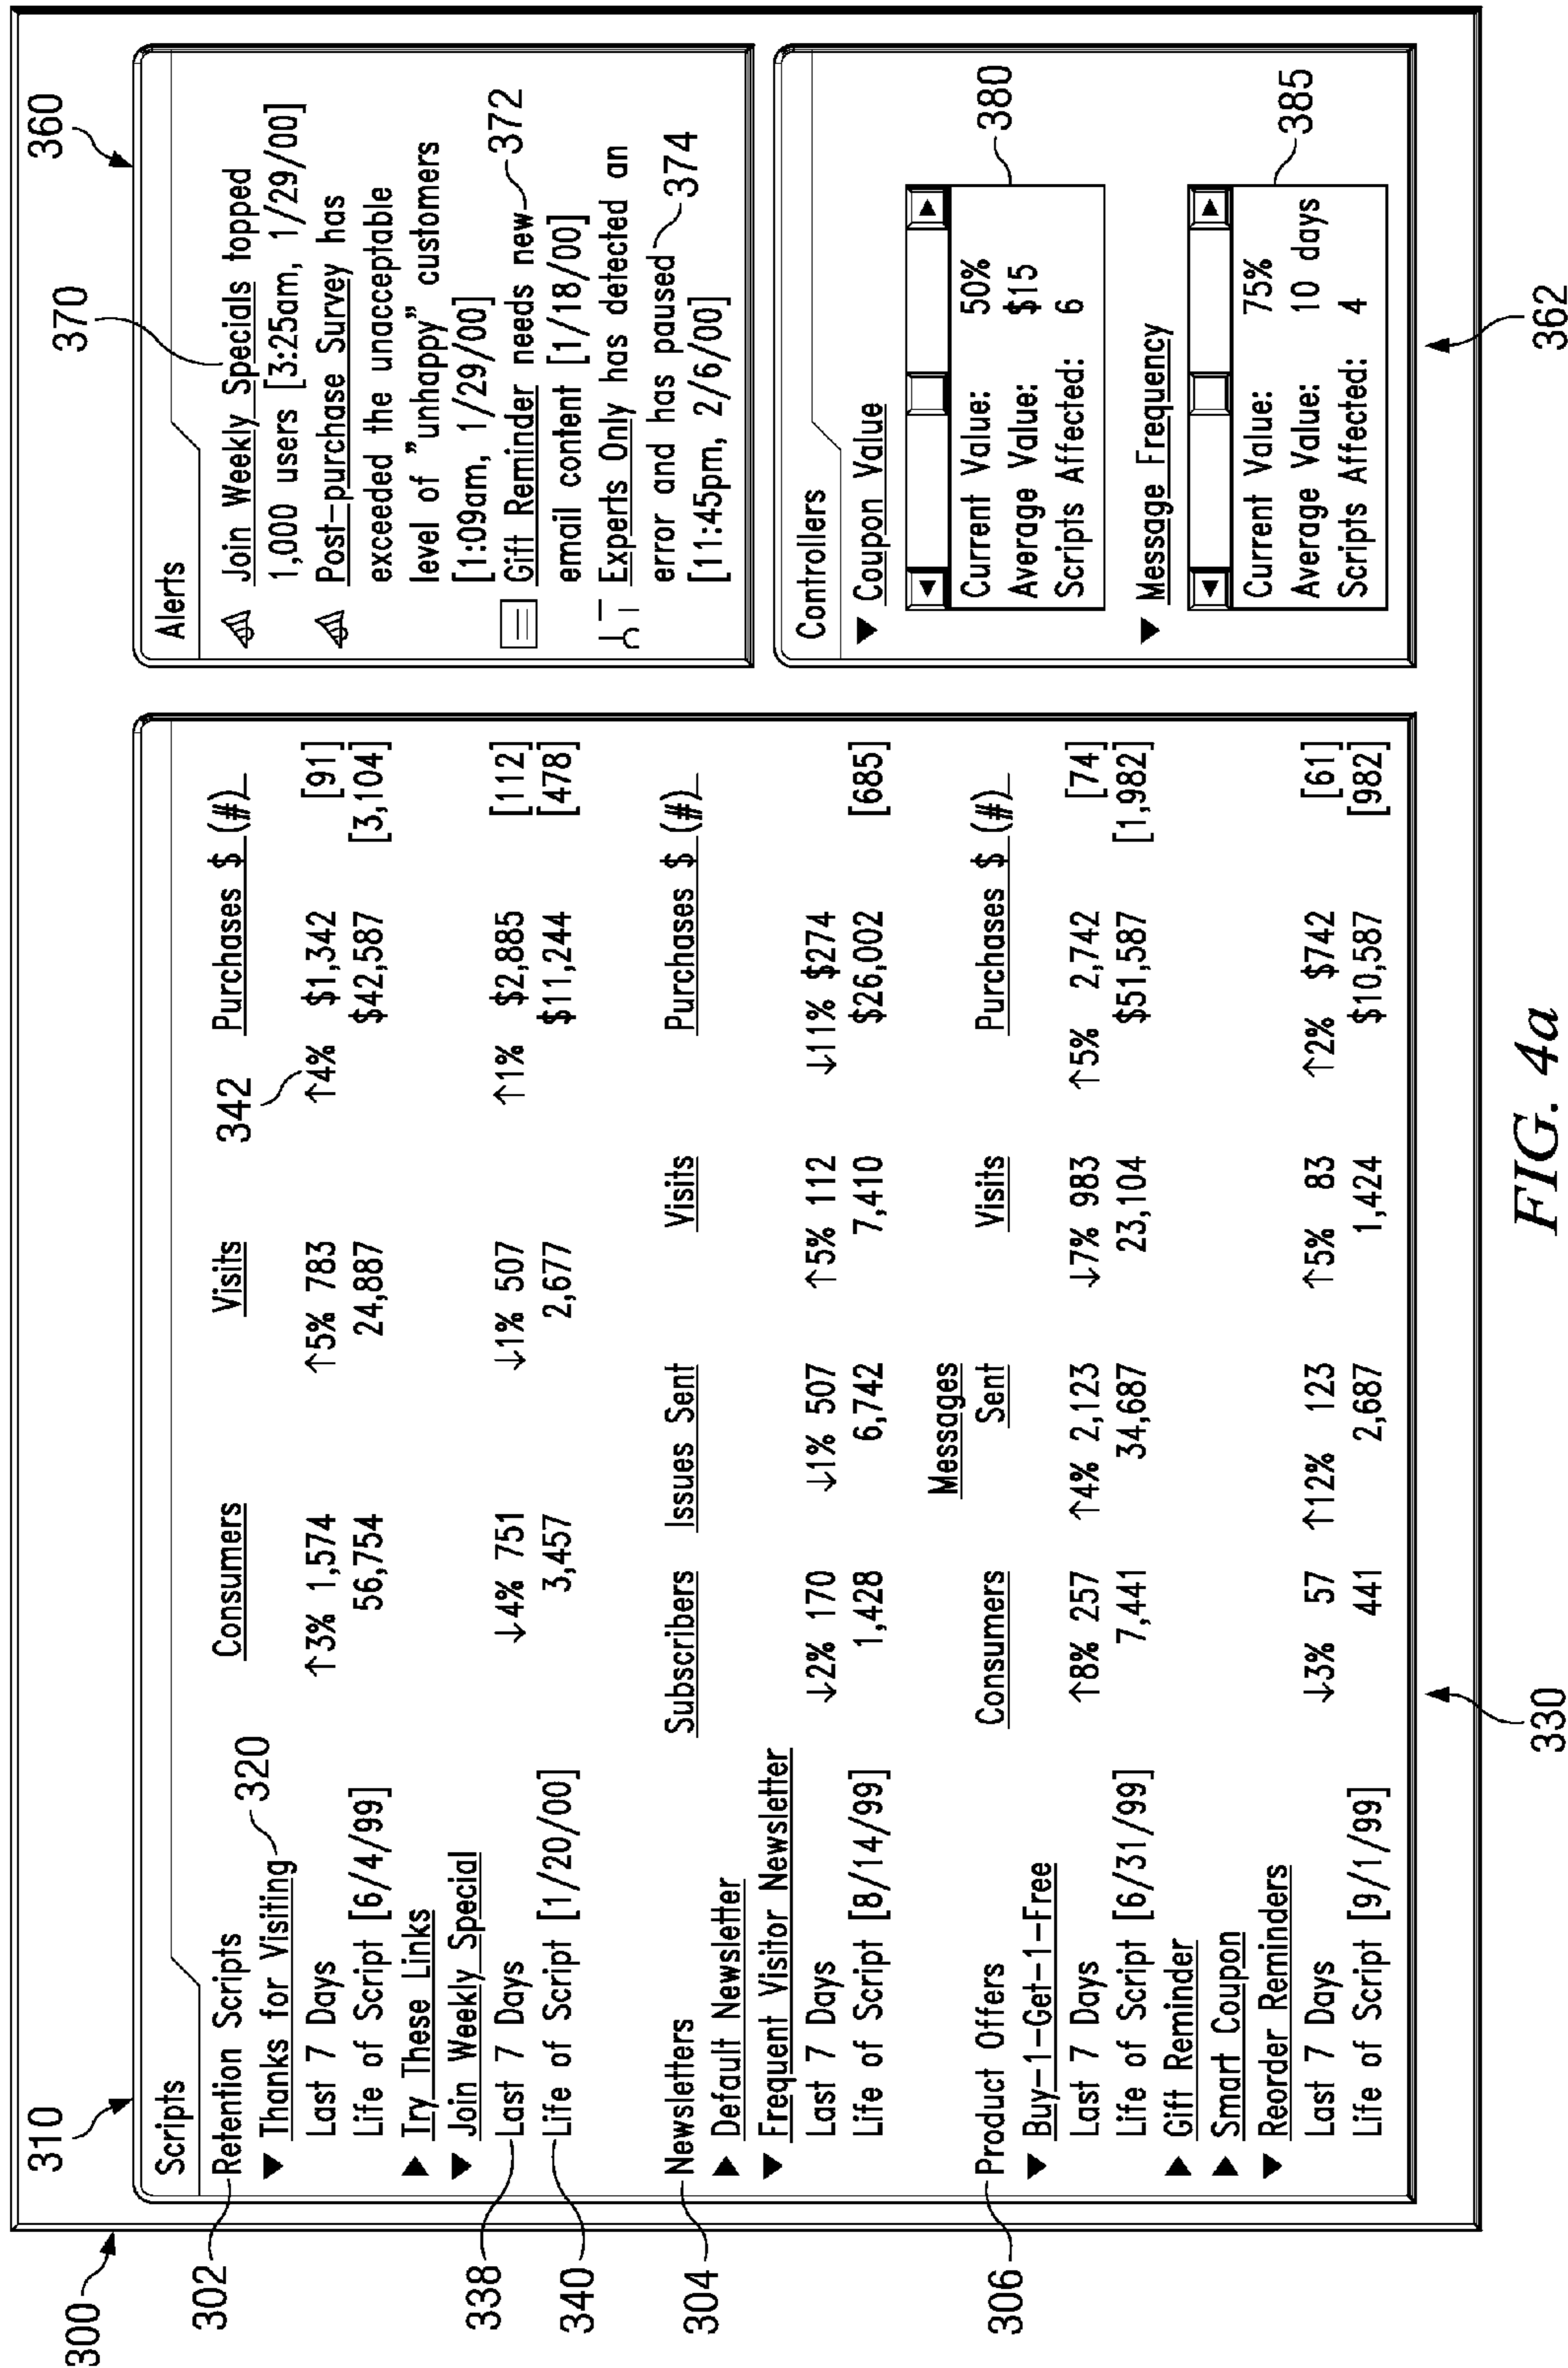 300
310
360
Scripts
302
Retention Scripts
Consumers Visits Purchases $ (#)
▼ Thanks for Visiting
320
342
Last 7 Days ↑3% 1,574 ↑5% 783 ↑4% $1,342 [91]
Life of Script [6/4/99] 56,754 24,887 $42,587 [3,104]
▶ Try These Links
▼ Join Weekly Special
338
Last 7 Days ↓4% 751 ↓1% 507 ↑1% $2,885 [112]
340
Life of Script [1/20/00] 3,457 2,677 $11,244 [478]
304
Newsletters
Subscribers Issues Sent Visits Purchases $ (#)
▶ Default Newsletter
▼ Frequent Visitor Newsletter
Last 7 Days ↓2% 170 ↓1% 507 ↑5% 112 ↓11% $274
Life of Script [8/14/99] 1,428 6,742 7,410 $26,002 [685]
306
Messages
Product Offers Consumers Sent Visits Purchases $ (#)
▼ Buy-1-Get-1-Free
Last 7 Days ↑8% 257 ↑4% 2,123 ↓7% 983 ↑5% 2,742 [74]
Life of Script [6/31/99] 7,441 34,687 23,104 $51,587 [1,982]
▶ Gift Reminder
▶ Smart Coupon
▼ Reorder Reminders
Last 7 Days ↓3% 57 ↑12% 123 ↑5% 83 ↑2% $742 [61]
Life of Script [9/1/99] 441 2,687 1,424 $10,587 [982]
330
Alerts
370
Join Weekly Specials topped
1,000 users [3:25am, 1/29/00]
Post-purchase Survey has
exceeded the unacceptable
level of "unhappy" customers
[1:09am, 1/29/00]
Gift Reminder needs new
372
email content [1/18/00]
Experts Only has detected an
error and has paused
374
[11:45pm, 2/6/00]
Controllers
▼ Coupon Value
◀ ▶
380
Current Value: 50%
Average Value: $15
Scripts Affected: 6
▼ Message Frequency
◀ ▶
385
Current Value: 75%
Average Value: 10 days
Scripts Affected: 4
362
FIG. 4a